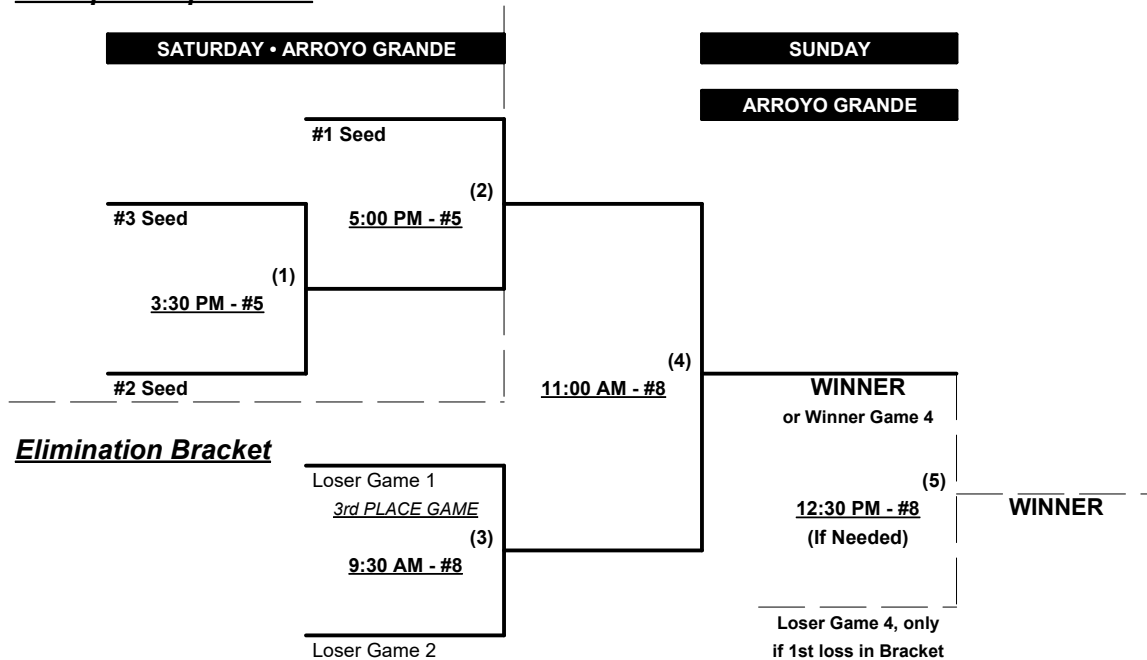 SATURDAY • ARROYO GRANDE
SUNDAY
ARROYO GRANDE
#1 Seed
(2)
5:00 PM - #5
#3 Seed
(1)
3:30 PM - #5
#2 Seed
(4)
11:00 AM - #8
WINNER
or Winner Game 4
Elimination Bracket
Loser Game 1
3rd PLACE GAME
(3)
9:30 AM - #8
Loser Game 2
(5)
12:30 PM - #8
(If Needed)
WINNER
Loser Game 4, only
if 1st loss in Bracket